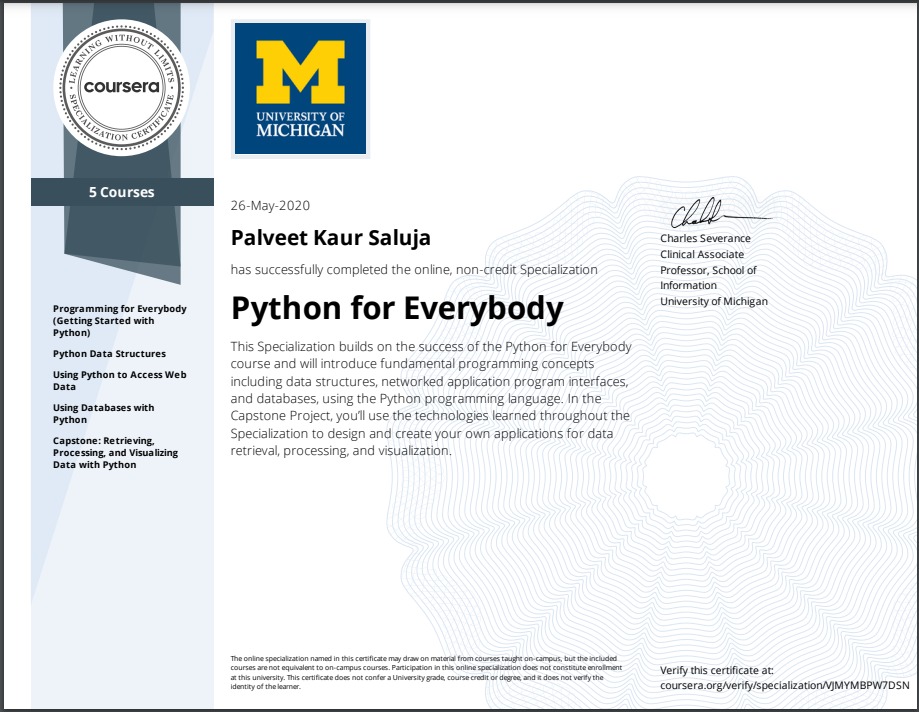 LEARNING WITHOUT LIMITS
coursera
SPECIALIZATION CERTIFICATE
5 Courses
Programming for Everybody
(Getting Started with
Python)
Python Data Structures
Using Python to Access Web
Data
Using Databases with
Python
Capstone: Retrieving,
Processing, and Visualizing
Data with Python
M
UNIVERSITY OF
MICHIGAN
26-May-2020
Palveet Kaur Saluja
has successfully completed the online, non-credit Specialization
Python for Everybody
This Specialization builds on the success of the Python for Everybody
course and will introduce fundamental programming concepts
including data structures, networked application program interfaces,
and databases, using the Python programming language. In the
Capstone Project, you’ll use the technologies learned throughout the
Specialization to design and create your own applications for data
retrieval, processing, and visualization.
Charles Severance
Clinical Associate
Professor, School of
Information
University of Michigan
The online specialization named in this certificate may draw on material from courses taught on-campus, but the included
courses are not equivalent to on-campus courses. Participation in this online specialization does not constitute enrollment
at this university. This certificate does not confer a University grade, course credit or degree, and it does not verify the
identity of the learner.
Verify this certificate at:
coursera.org/verify/specialization/VJMYMBPW7DSN